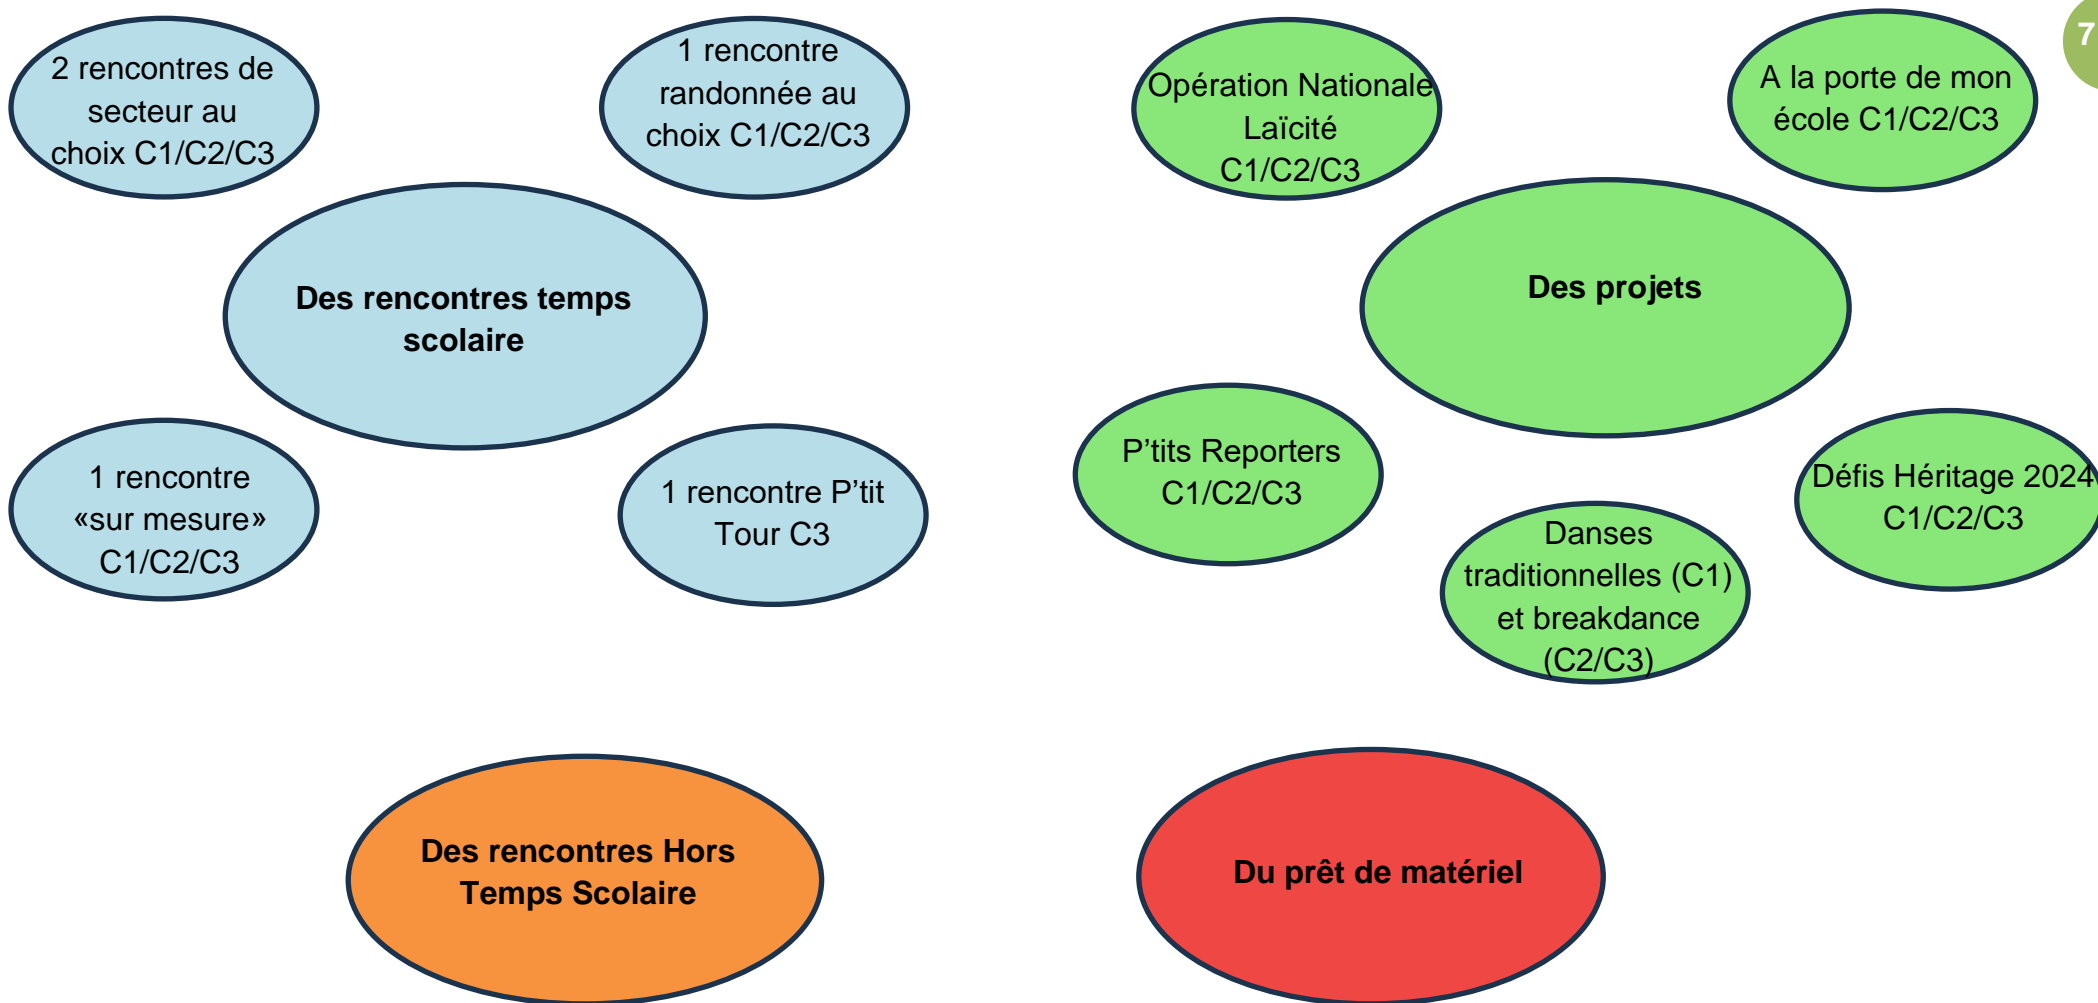 7
2 rencontres de
secteur au
choix C1/C2/C3
1 rencontre
randonnée au
choix C1/C2/C3
Des rencontres temps
scolaire
1 rencontre
«sur mesure»
C1/C2/C3
1 rencontre P’tit
Tour C3
Opération Nationale
Laïcité
C1/C2/C3
A la porte de mon
école C1/C2/C3
Des projets
P’tits Reporters
C1/C2/C3
Danses
traditionnelles (C1)
et breakdance
(C2/C3)
Défis Héritage 2024
C1/C2/C3
Des rencontres Hors
Temps Scolaire
Du prêt de matériel